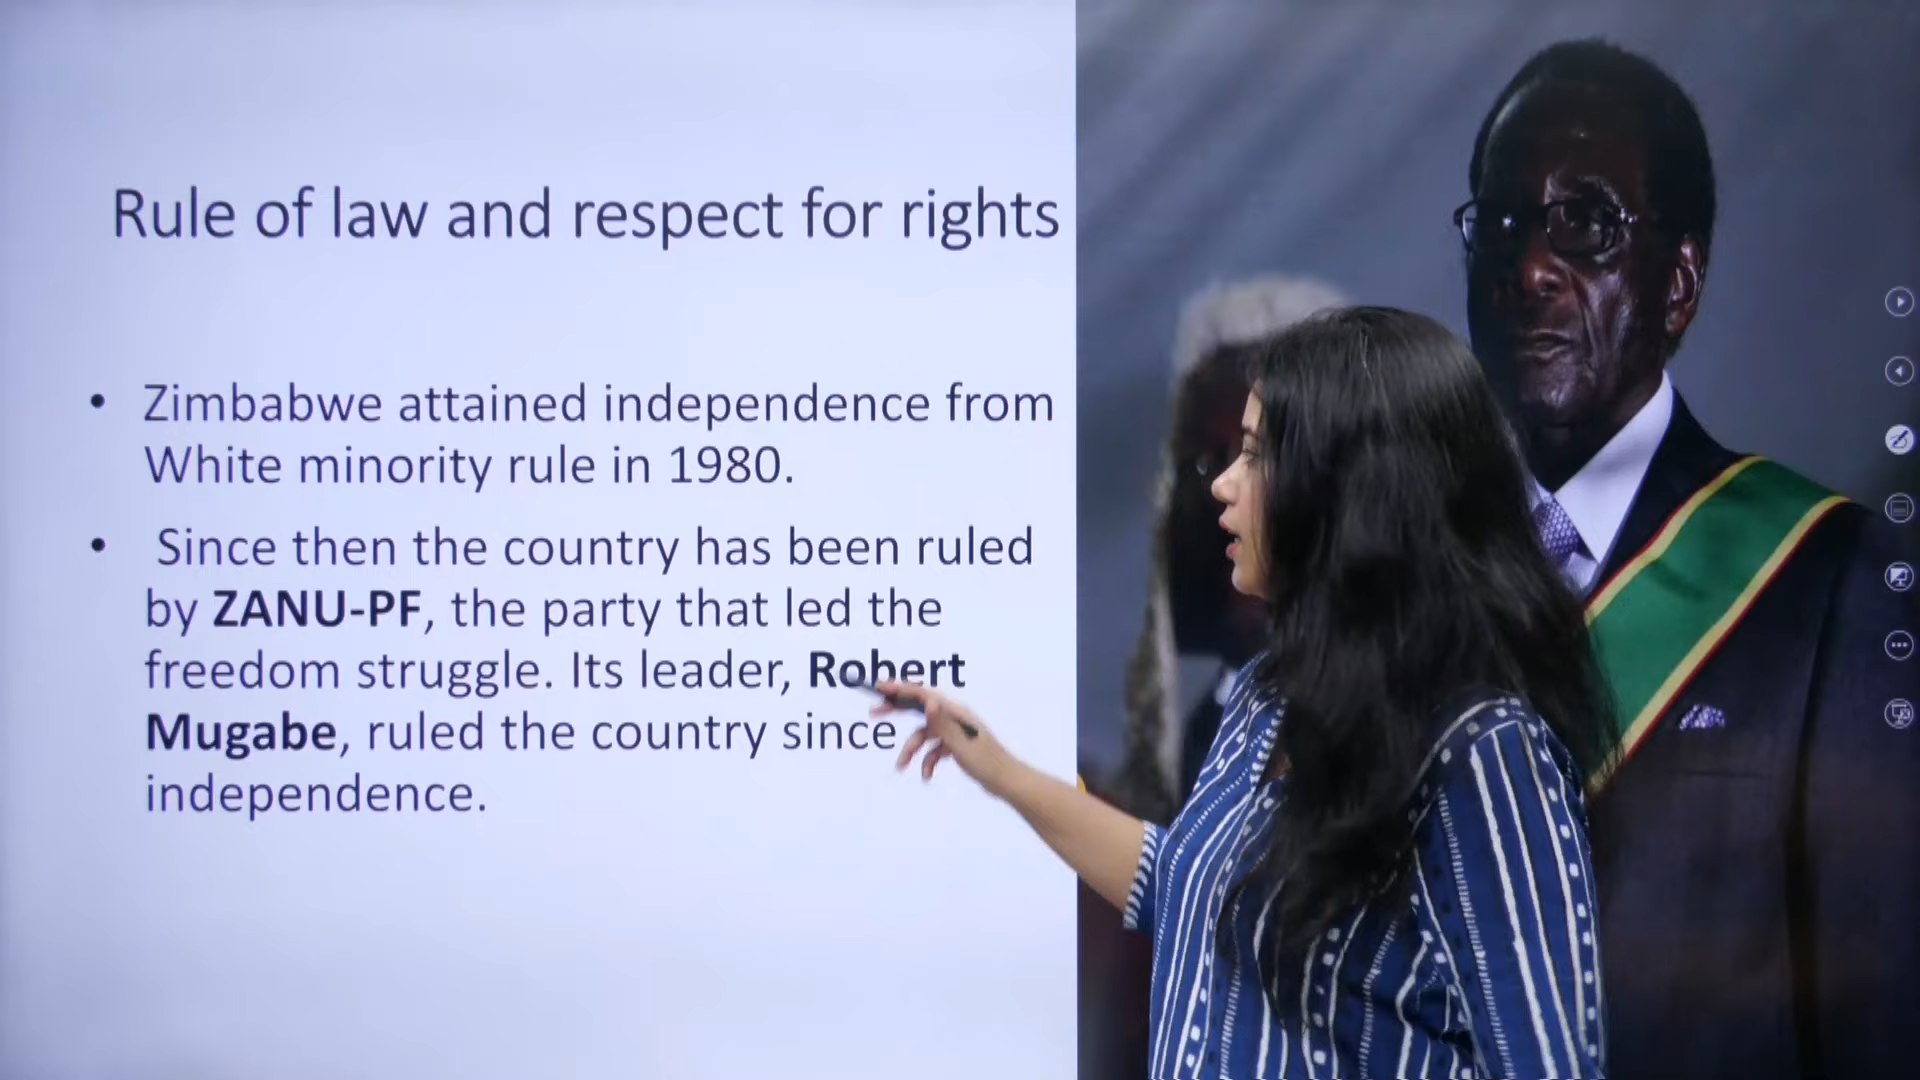 Rule of law and respect for rights
• Zimbabwe attained independence from
White minority rule in 1980.
• Since then the country has been ruled
by ZANU-PF, the party that led the
freedom struggle. Its leader, Robert
Mugabe, ruled the country since
independence.